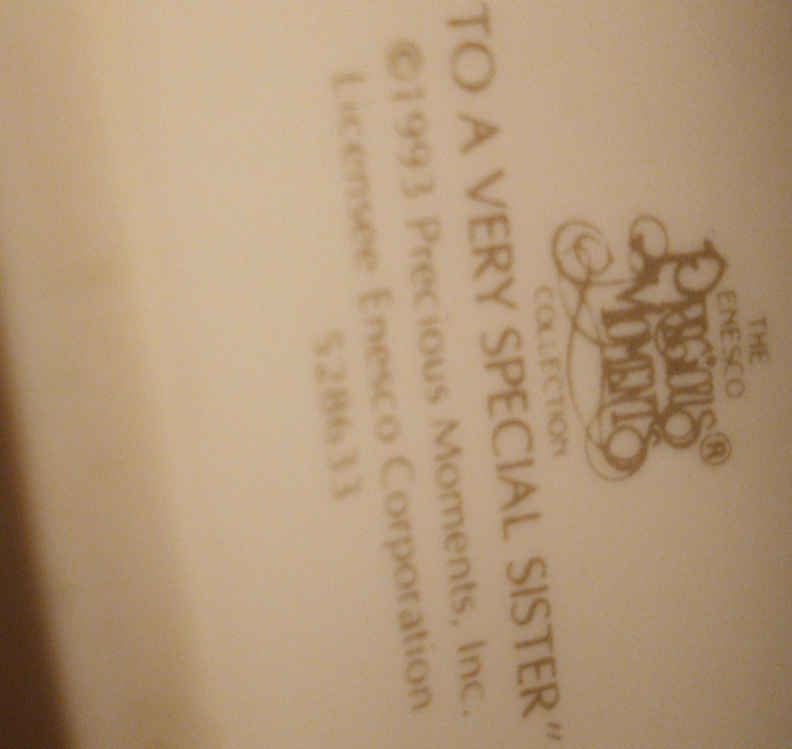 THE
ENESCO
PRECIOUS
MOMENTS®
COLLECTION
TO A VERY SPECIAL SISTER"
©1993 Precious Moments, Inc.
Licensee Enesco Corporation
528633